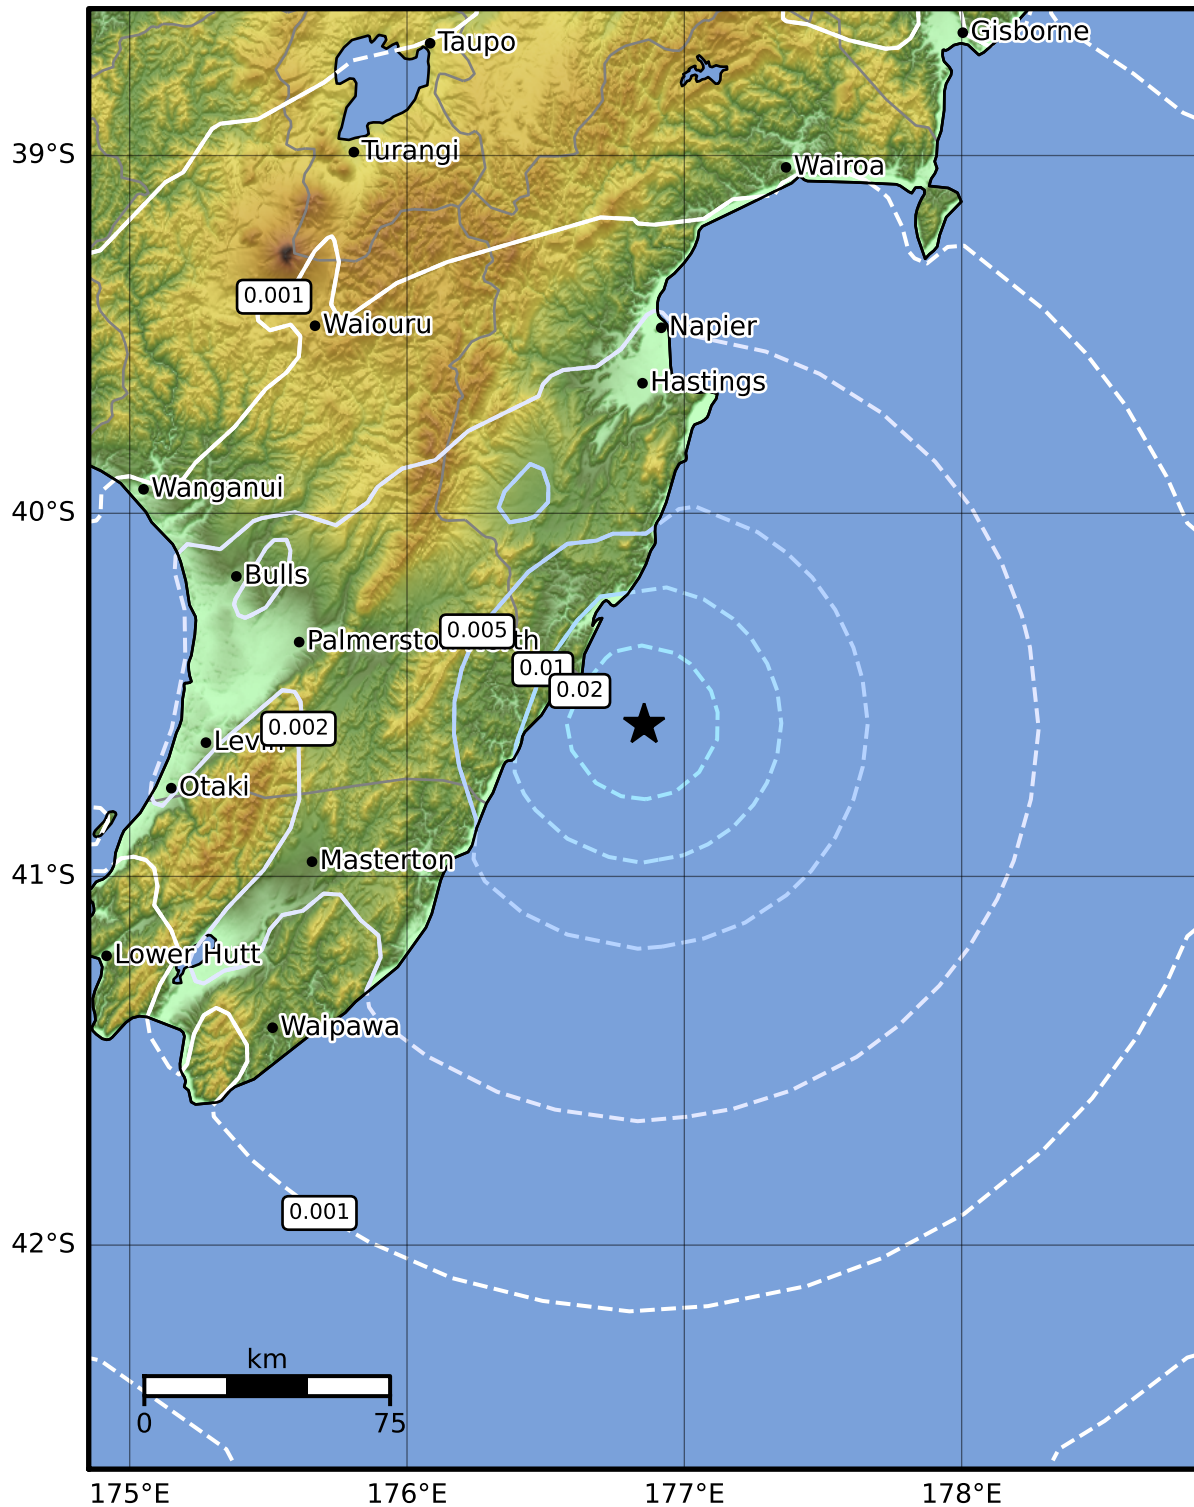 Gisborne
Taupo
Turangi
39°S
Wairoa
0.001
Waiouru
Napier
Hastings
Wanganui
40°S
Bulls
0.005
Palmerston
th
0.01
0.02
0.002
Levin
Otaki
Masterton
41°S
Lower Hutt
Waipawa
0.001
42°S
km
0 75
175°E 176°E 177°E 178°E